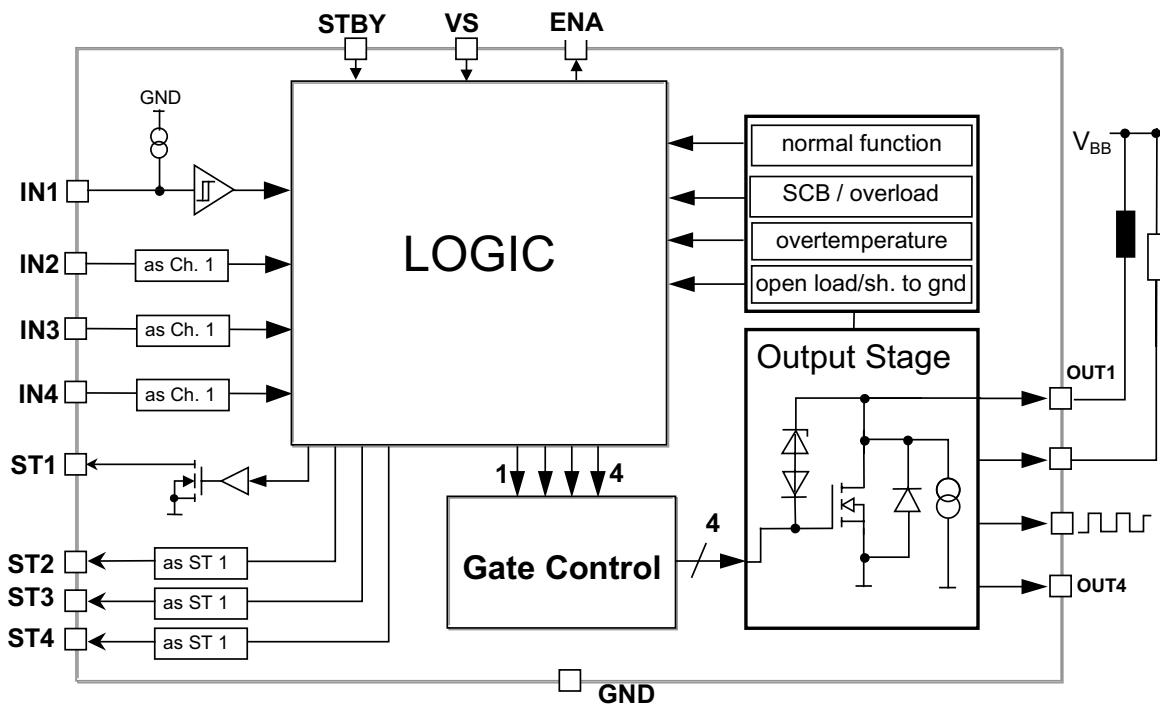 STBY
VS
ENA
GND
IN1
IN2
as Ch. 1
IN3
as Ch. 1
IN4
as Ch. 1
LOGIC
normal function
SCB / overload
overtemperature
open load/sh. to gnd
VBB
Output Stage
OUT1
ST1
1
4
4
Gate Control
OUT4
ST2
as ST 1
ST3
as ST 1
ST4
as ST 1
GND